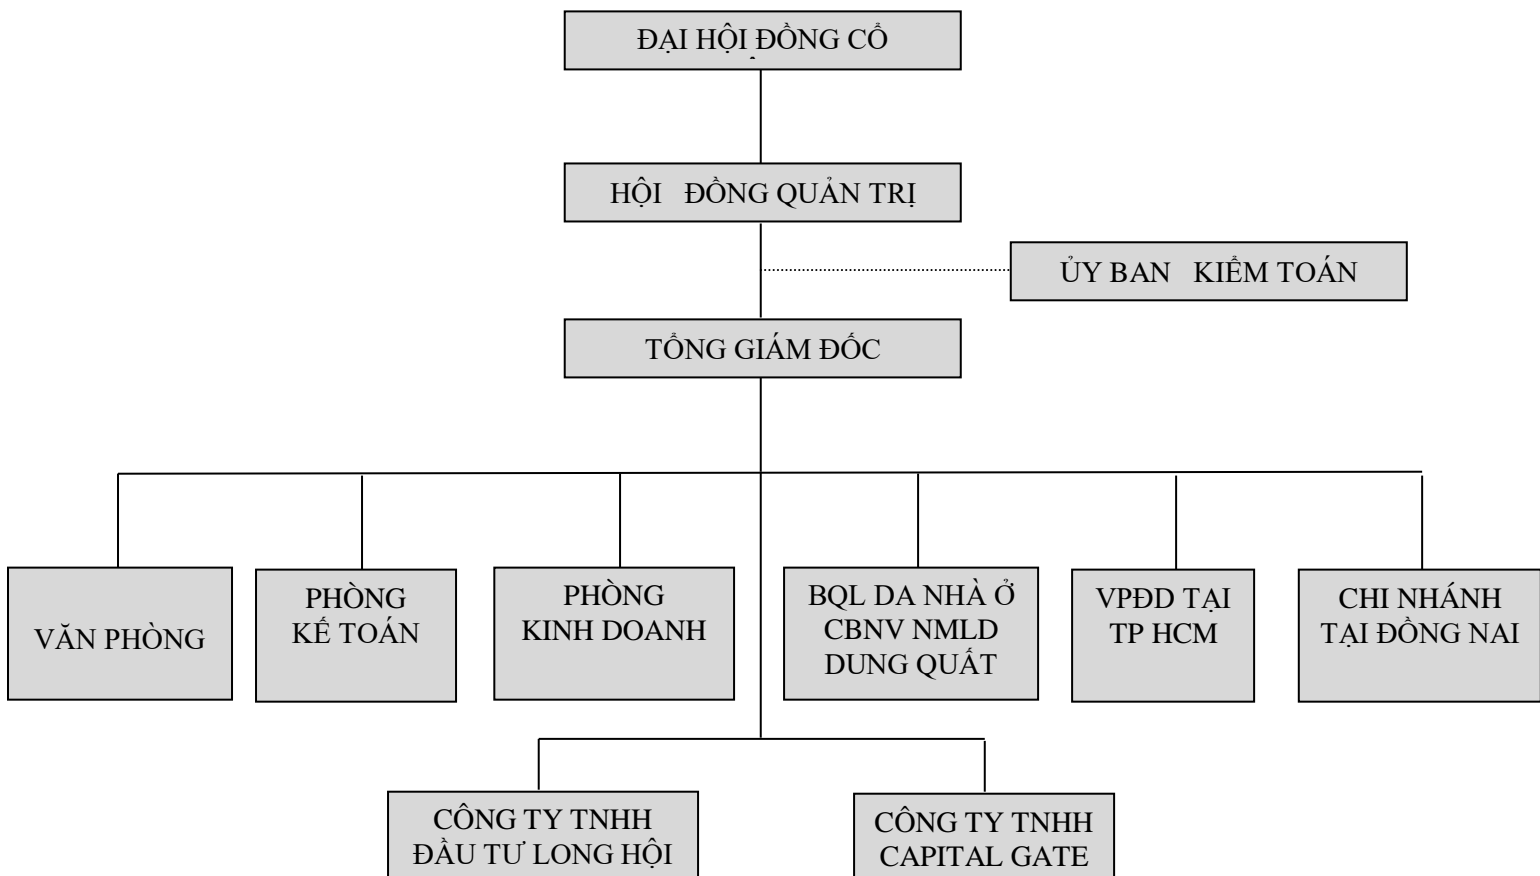 ĐẠI HỘI ĐỒNG CỔ
HỘI ĐỒNG QUẢN TRỊ
ỦY BAN KIỂM TOÁN
TỔNG GIÁM ĐỐC
VĂN PHÒNG
PHÒNG
KẾ TOÁN
PHÒNG
KINH DOANH
BQL DA NHÀ Ở
CBNV NMLD
DUNG QUẤT
VPĐD TẠI
TP HCM
CHI NHÁNH
TẠI ĐỒNG NAI
CÔNG TY TNHH
ĐẦU TƯ LONG HỘI
CÔNG TY TNHH
CAPITAL GATE